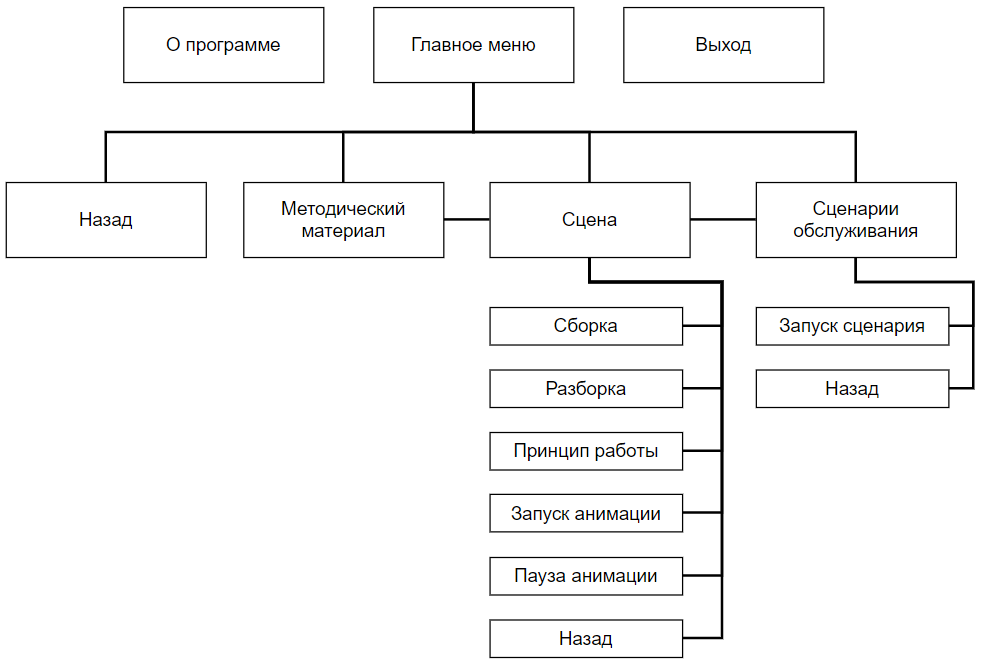 О программе
Главное меню
Выход
Назад
Методический
материал
Сцена
Сценарии
обслуживания
Сборка
Разборка
Принцип работы
Запуск анимации
Пауза анимации
Назад
Запуск сценария
Назад